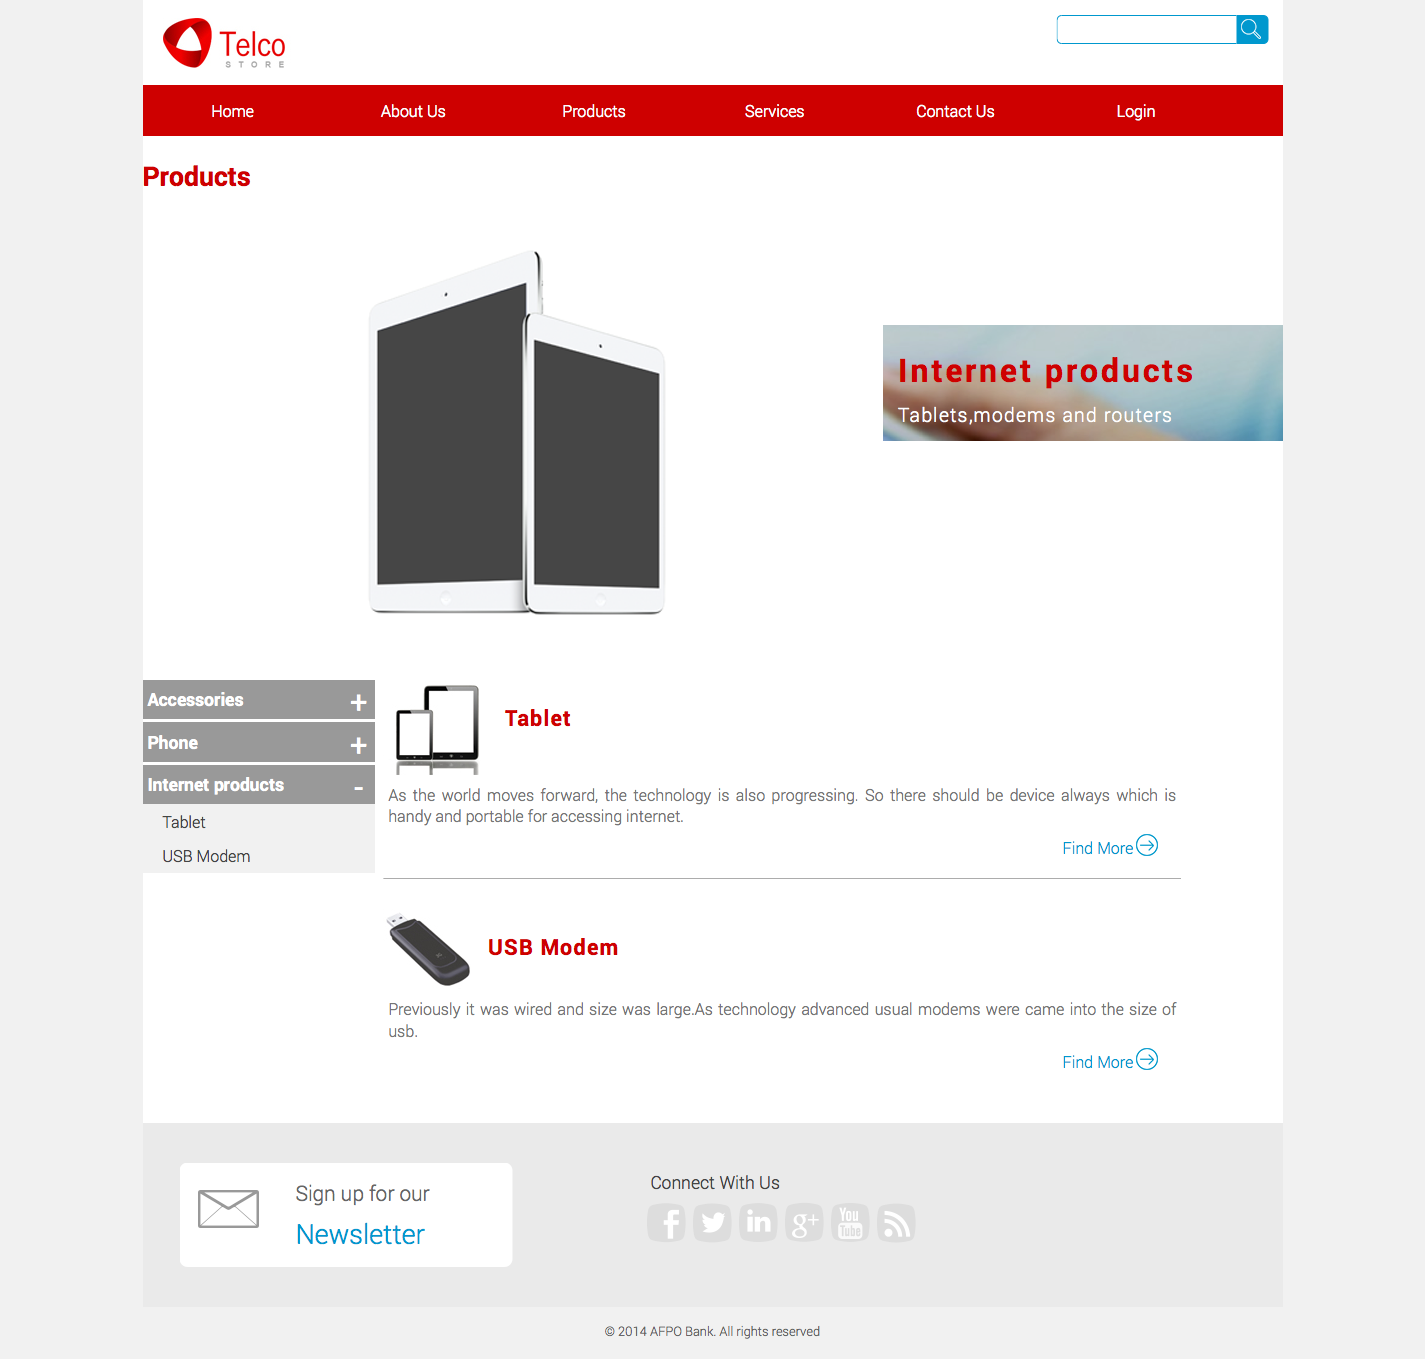 Telco
STORE
Home About Us Products Services Contact Us Login
Products
Internet products
Tablets,modems and routers
Accessories +
Phone +
Internet products -
Tablet
USB Modem
Tablet
As the world moves forward, the technology is also progressing. So there should be device always which is
handy and portable for accessing internet.
Find More
USB Modem
Previously it was wired and size was large.As technology advanced usual modems were came into the size of
usb.
Find More
Sign up for our
Newsletter
Connect With Us
f in g+ You Tube
© 2014 AFPO Bank. All rights reserved